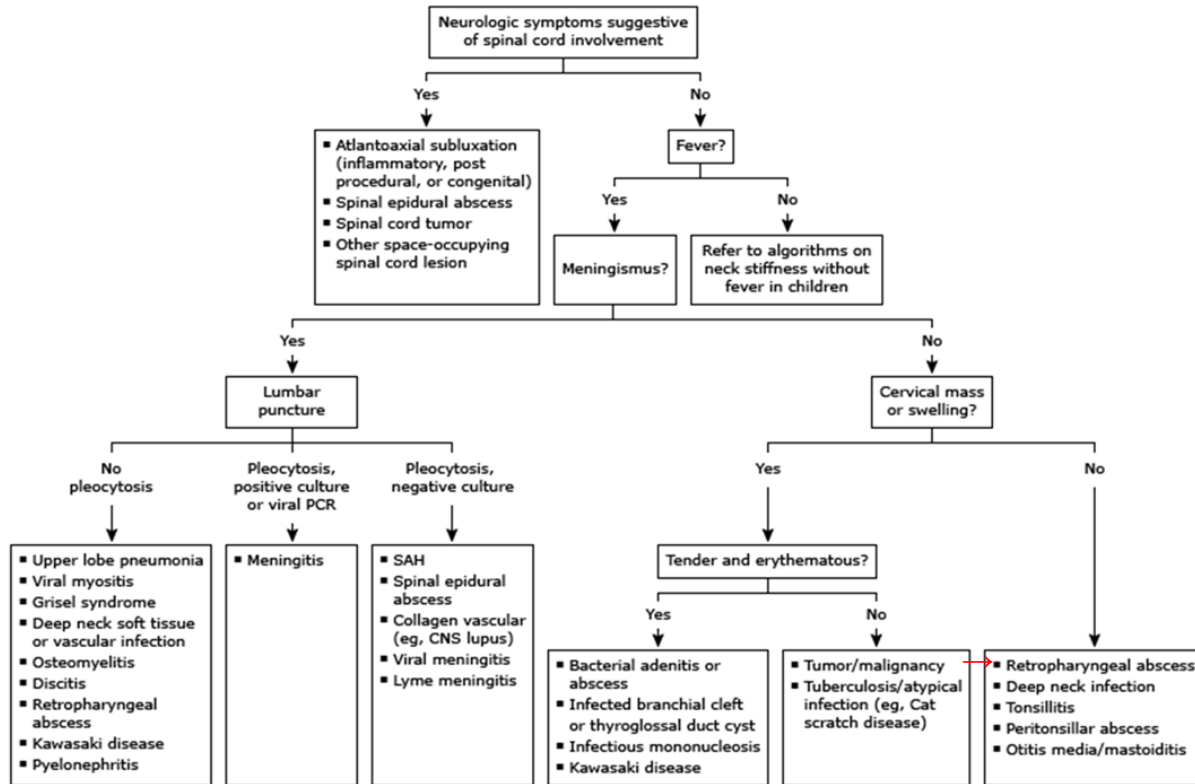 Neurologic symptoms suggestive
of spinal cord involvement
Yes
No
▪ Atlantoaxial subluxation
(inflammatory, post
procedural, or congenital)
▪ Spinal epidural abscess
▪ Spinal cord tumor
▪ Other space-occupying
spinal cord lesion
Fever?
Yes
No
Meningismus?
Refer to algorithms on
neck stiffness without
fever in children
Yes
No
Lumbar
puncture
Cervical mass
or swelling?
No
pleocytosis
Pleocytosis,
positive culture
or viral PCR
Pleocytosis,
negative culture
Yes
No
▪ Upper lobe pneumonia
▪ Viral myositis
▪ Grisel syndrome
▪ Deep neck soft tissue
or vascular infection
▪ Osteomyelitis
▪ Discitis
▪ Retropharyngeal
abscess
▪ Kawasaki disease
▪ Pyelonephritis
▪ Meningitis
▪ SAH
▪ Spinal epidural
abscess
▪ Collagen vascular
(eg, CNS lupus)
▪ Viral meningitis
▪ Lyme meningitis
Tender and erythematous?
Yes
No
▪ Bacterial adenitis or
abscess
▪ Infected branchial cleft
or thyroglossal duct cyst
▪ Infectious mononucleosis
▪ Kawasaki disease
▪ Tumor/malignancy
▪ Tuberculosis/atypical
infection (eg, Cat
scratch disease)
▪ Retropharyngeal abscess
▪ Deep neck infection
▪ Tonsillitis
▪ Peritonsillar abscess
▪ Otitis media/mastoiditis